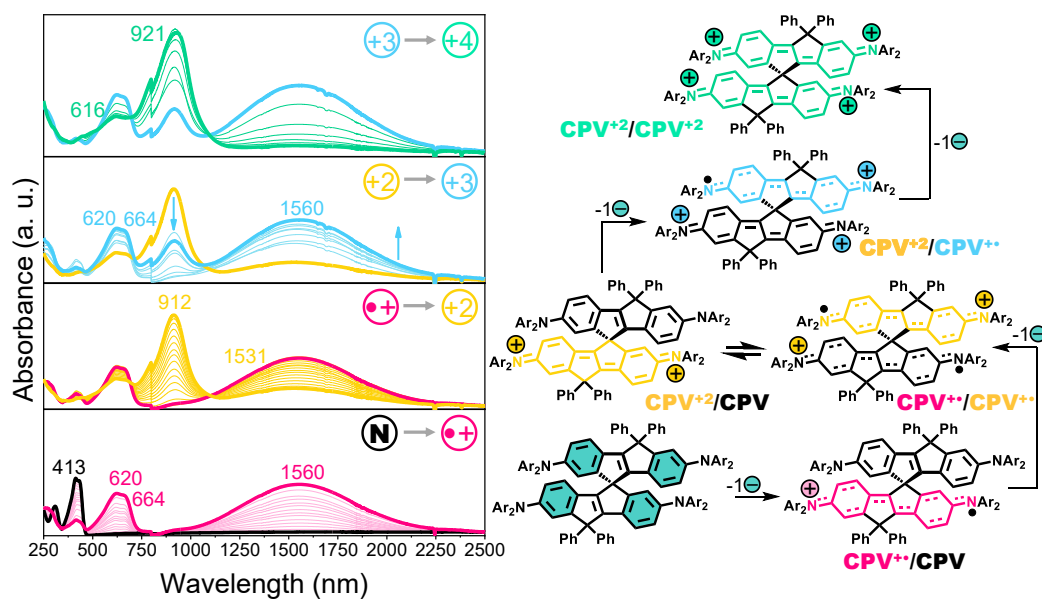 Absorbance (a. u.)
921
616
+3 +4
620 664
1560
+2 +3
912
1531
•+ +2
413
620
664
1560
N •+
250 500 750 1000 1250 1500 1750 2000 2250 2500
Wavelength (nm)
Ph Ph
+ +
Ar2N NAr2
+
Ar2N NAr2
+
Ph Ph
CPV+2/CPV+2
-1⊖
Ph Ph
•
Ar2N NAr2
+
-1⊖
+
Ar2N NAr2
+
Ph Ph
CPV+2/CPV+•
Ph Ph
Ar2N NAr2
+
Ar2N NAr2
+
Ph Ph
CPV+2/CPV
Ph Ph
• +
Ar2N NAr2
+
Ar2N NAr2
•
Ph Ph
CPV+•/CPV+•
-1⊖
Ph Ph
Ar2N NAr2
Ar2N NAr2
Ph Ph
-1⊖
Ph Ph
Ar2N NAr2
+
Ar2N NAr2
•
Ph Ph
CPV+•/CPV